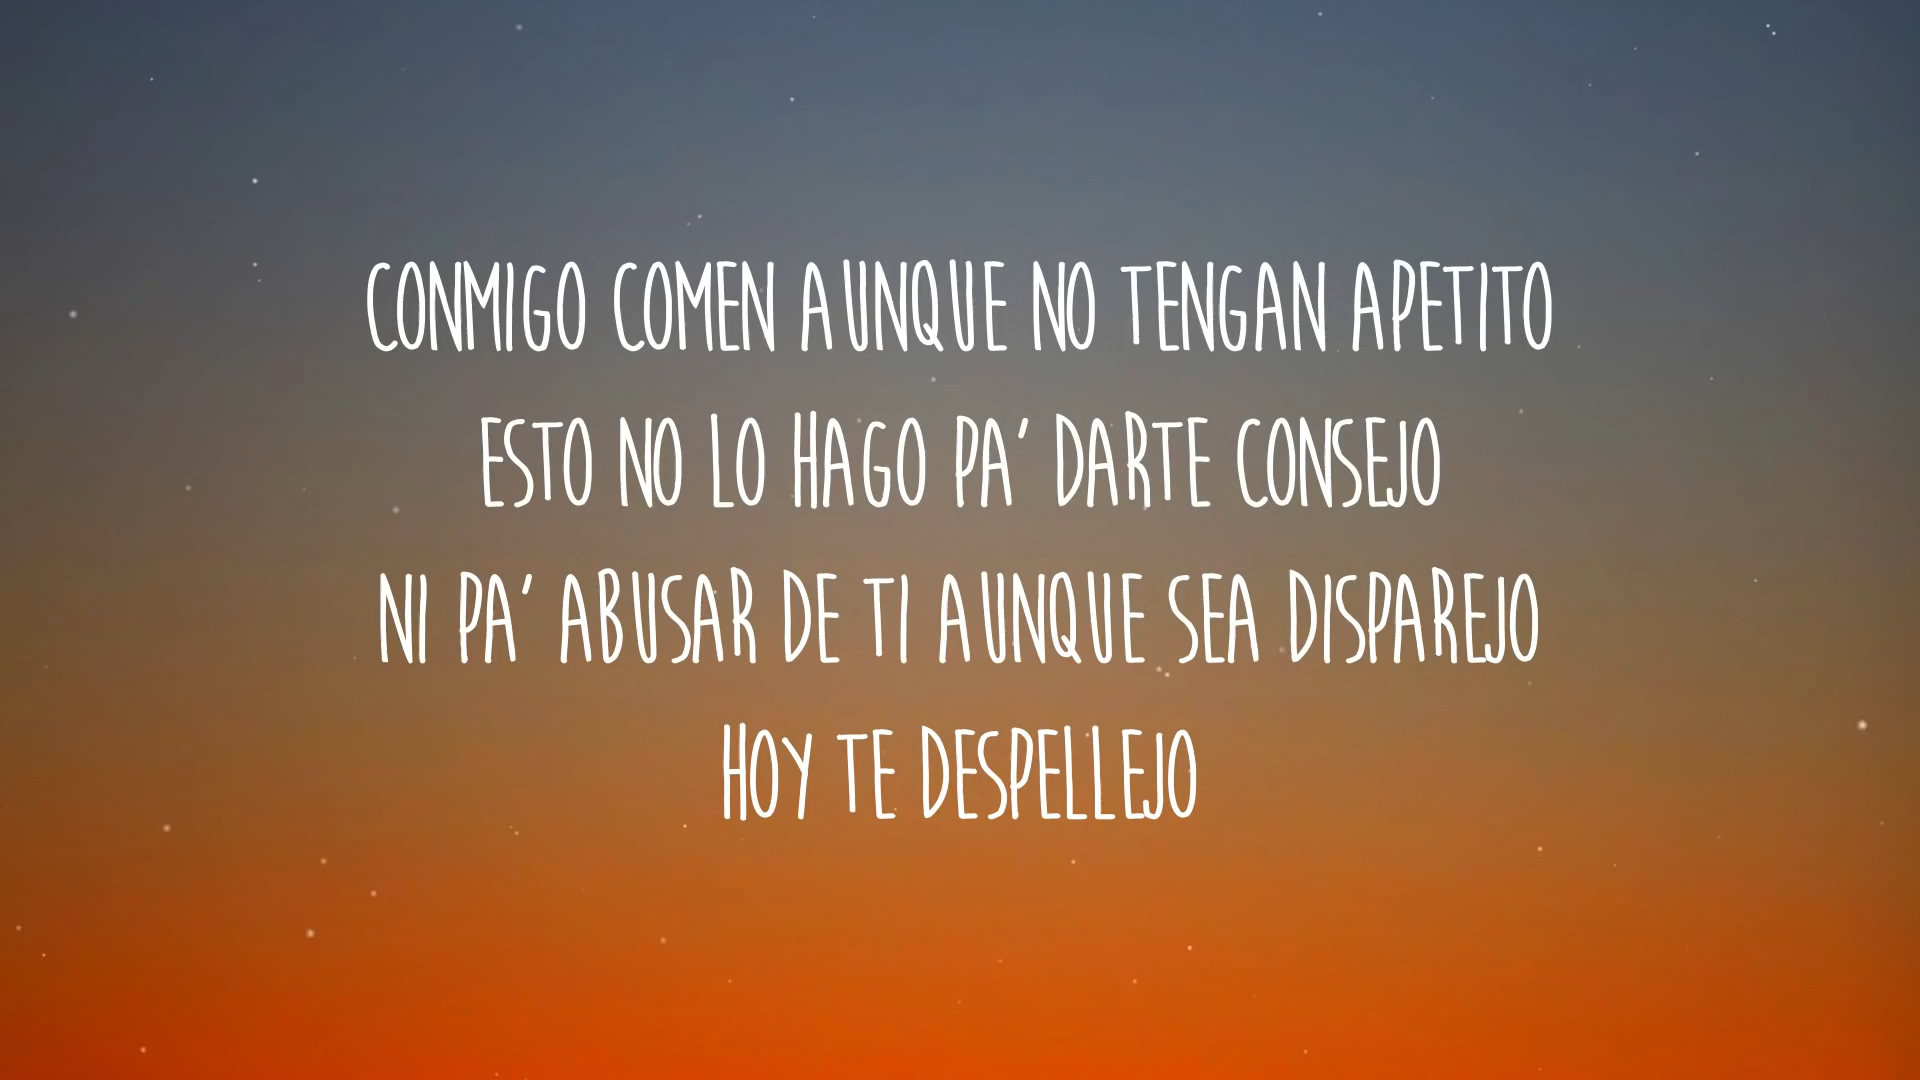 CONMIGO COMEN AUNQUE NO TENGAN APETITO
ESTO NO LO HAGO PA' DARTE CONSEJO
NI PA' ABUSAR DE TI AUNQUE SEA DISPAREJO
HOY TE DESPELLEJO